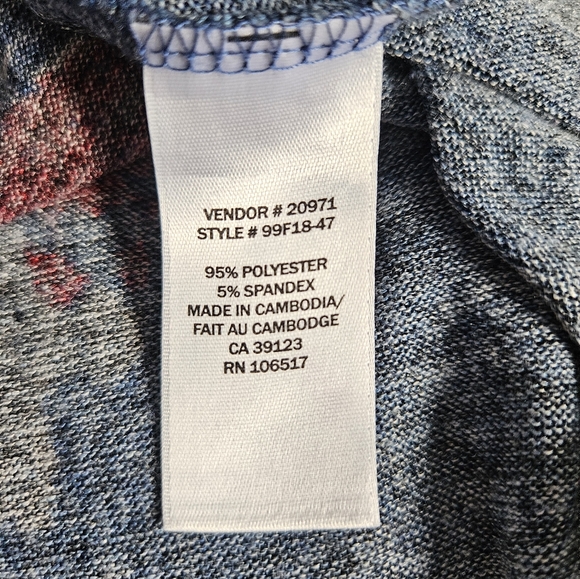 VENDOR # 20971
STYLE # 99F18-47
95% POLYESTER
5% SPANDEX
MADE IN CAMBODIA/
FAIT AU CAMBODGE
CA 39123
RN 106517